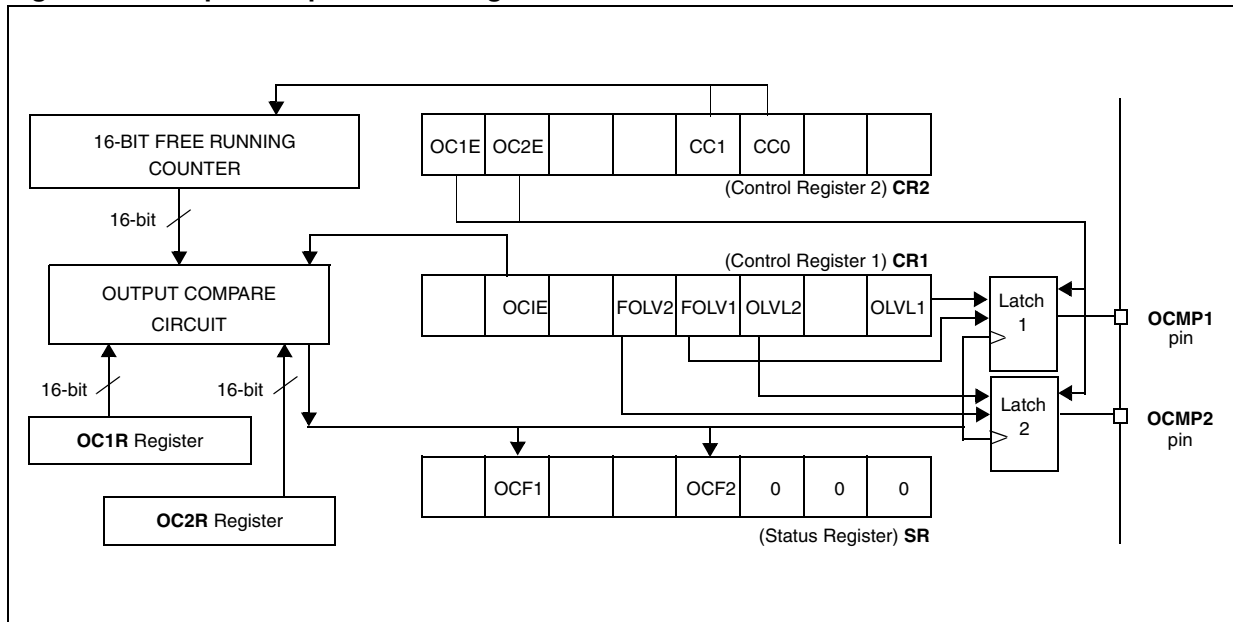 16-BIT FREE RUNNING
COUNTER
OC1E OC2E CC1 CC0
(Control Register 2) CR2
16-bit
(Control Register 1) CR1
OUTPUT COMPARE
CIRCUIT
OCIE FOLV2 FOLV1 OLVL2 OLVL1
Latch
1
OCMP1
pin
16-bit
16-bit
Latch
2
OCMP2
pin
OC1R Register
OCF1 OCF2 0 0 0
OC2R Register
(Status Register) SR